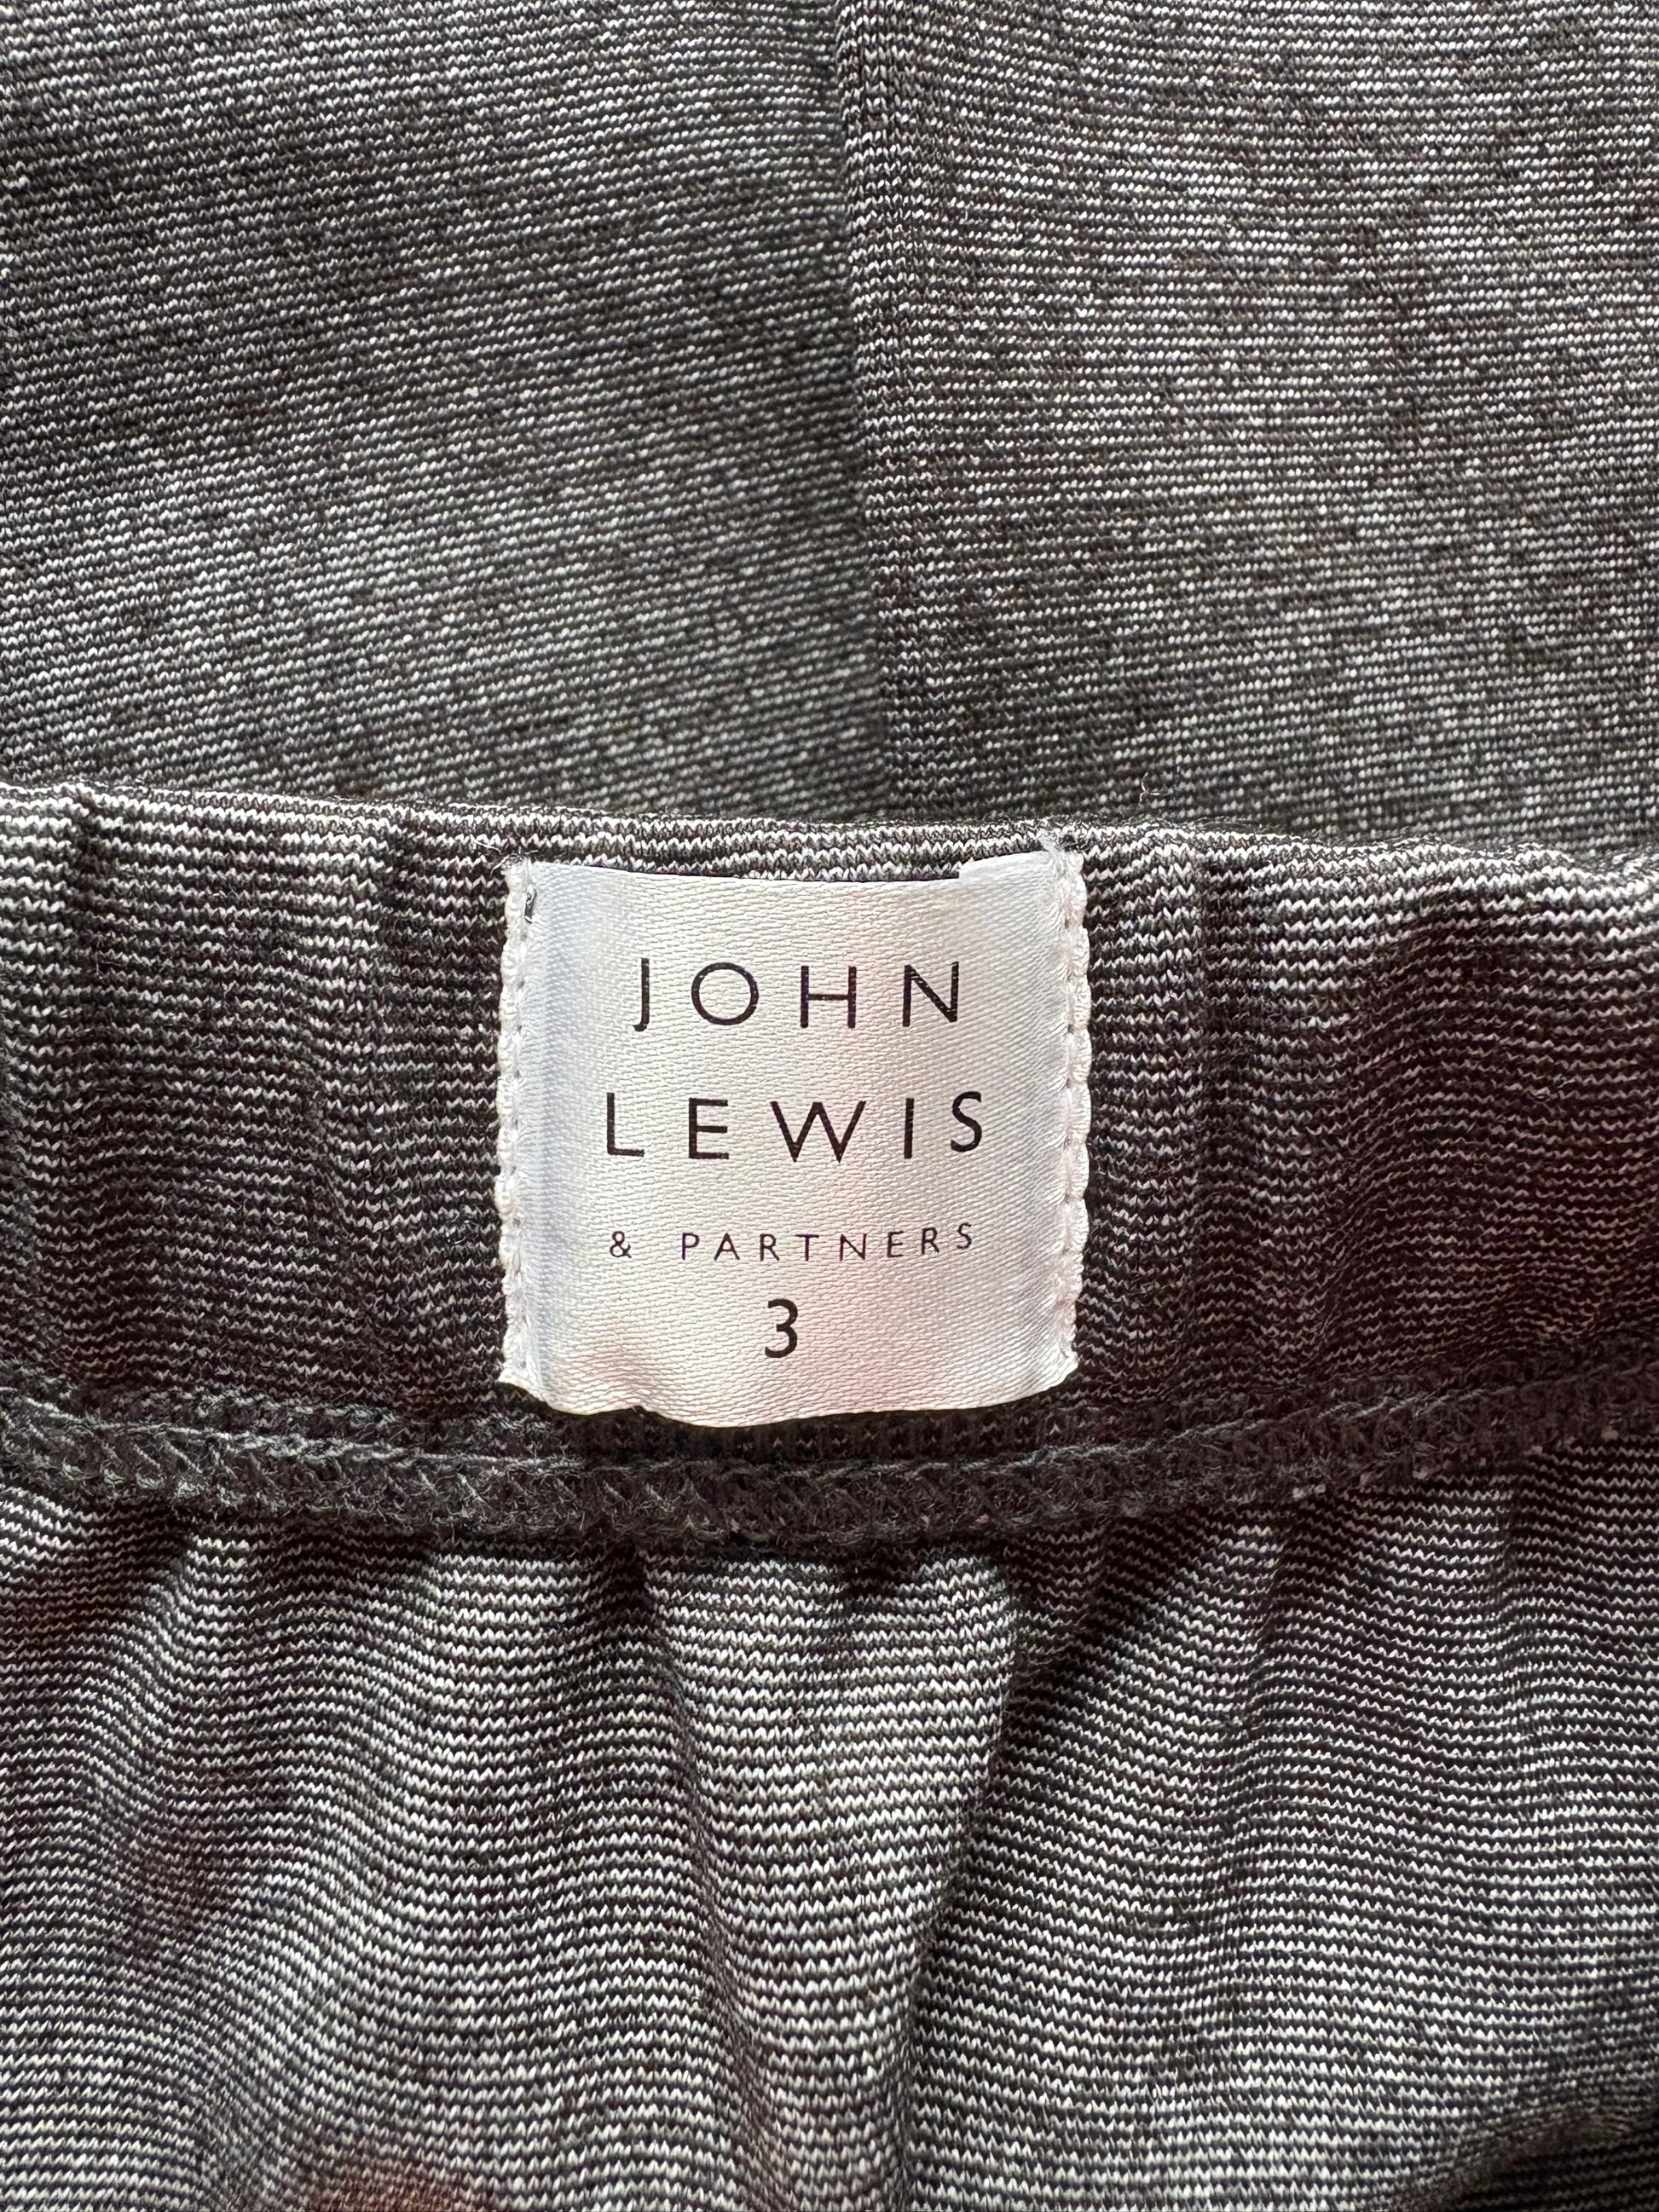 JOHN
LEWIS
& PARTNERS
3